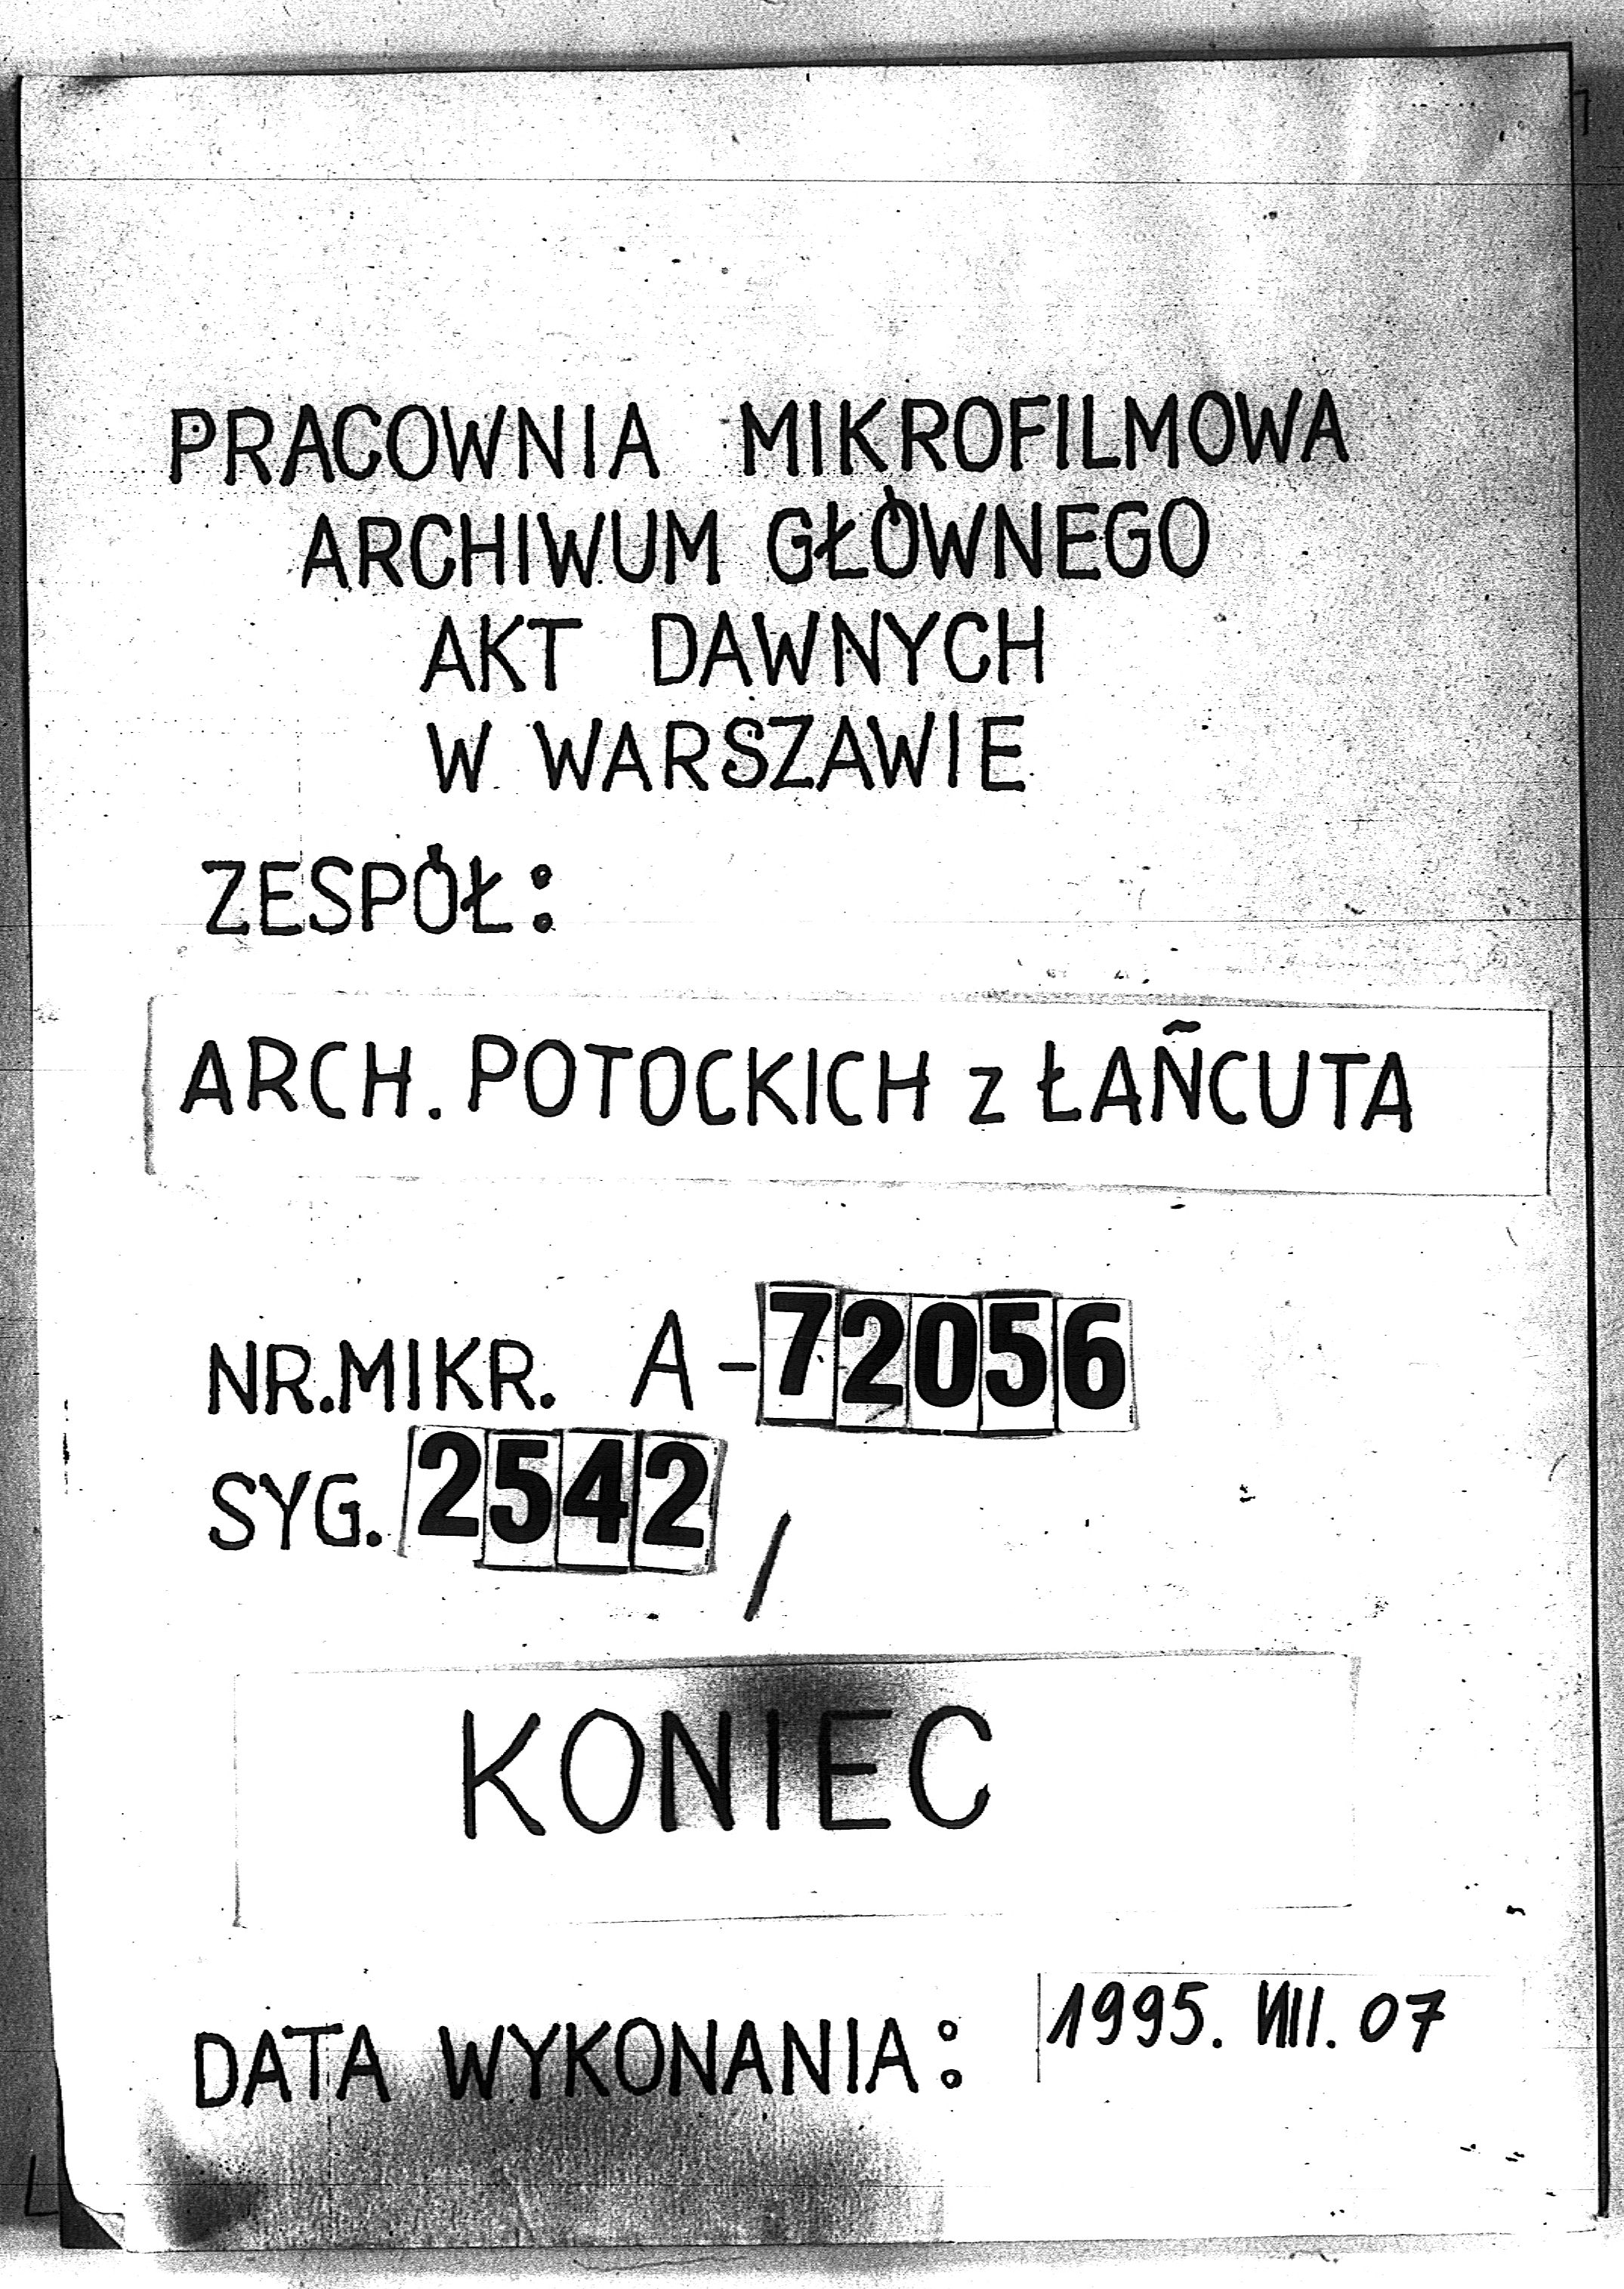 PRACOWNIA MIKROFILMOWA
ARCHIWUM GŁÓWNEGO
AKT DAWNYCH
W WARSZAWIE
ZESPÓŁ:
ARCH. POTOCKICH z ŁAŃCUTA
NR.MIKR. A-72056
SYG. 2542 /
KONIEC
DATA WYKONANIA: 1995. VIII. 07